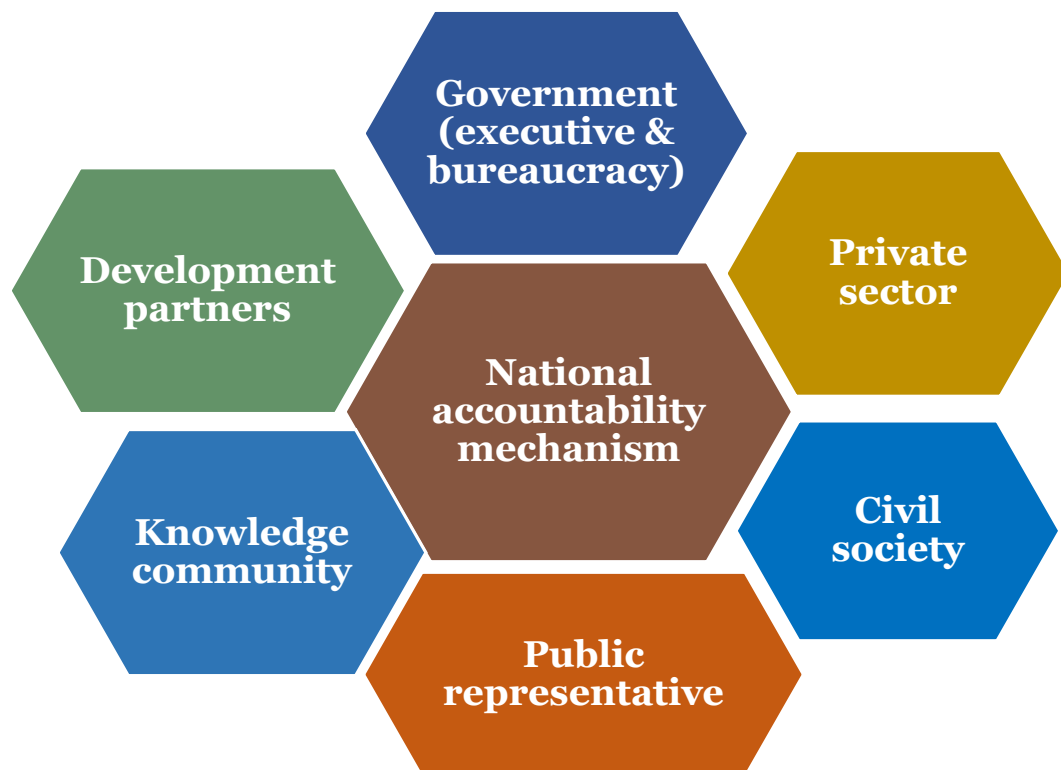 Government
(executive &
bureaucracy)
Development
partners
Private
sector
National
accountability
mechanism
Knowledge
community
Civil
society
Public
representative